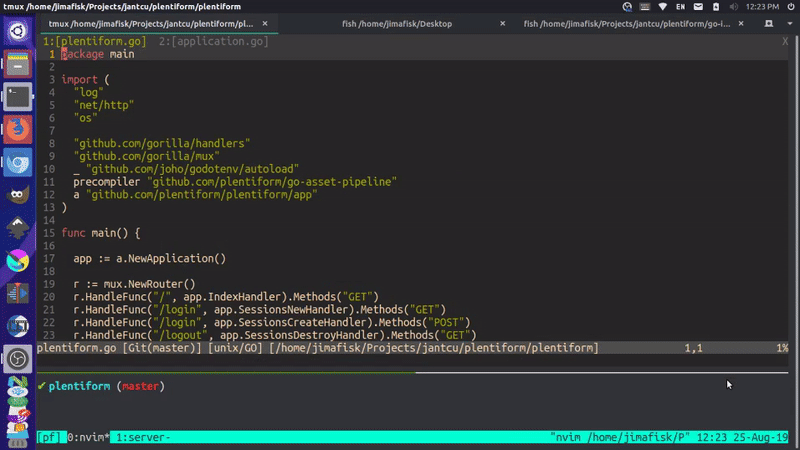 tmux /home/jimafisk/Projects/jantcu/plentiform/plentiform
EN
12:23 PM
tmux /home/jimafisk/Projects/jantcu/plentiform/pl...
fish /home/jimafisk/Desktop
fish /home/jimafisk/Projects/jantcu/plentiform/go-i...
1:[plentiform.go] 2:[application.go] X
1 package main
2
3 import (
4 "log"
5 "net/http"
6 "os"
7
8 "github.com/gorilla/handlers"
9 "github.com/gorilla/mux"
10 _ "github.com/joho/godotenv/autoload"
11 precompiler "github.com/plentiform/go-asset-pipeline"
12 a "github.com/plentiform/plentiform/app"
13 )
14
15 func main() {
16
17 app := a.NewApplication()
18
19 r := mux.NewRouter()
20 r.HandleFunc("/", app.IndexHandler).Methods("GET")
21 r.HandleFunc("/login", app.SessionsNewHandler).Methods("GET")
22 r.HandleFunc("/login", app.SessionsCreateHandler).Methods("POST")
23 r.HandleFunc("/logout", app.SessionsDestroyHandler).Methods("GET")
plentiform.go [Git(master)] [unix/GO] [/home/jimafisk/Projects/jantcu/plentiform/plentiform] 1,1 1%
✔ plentiform (master)
[pf] 0:nvim* 1:server- "nvim /home/jimafisk/P" 12:23 25-Aug-19